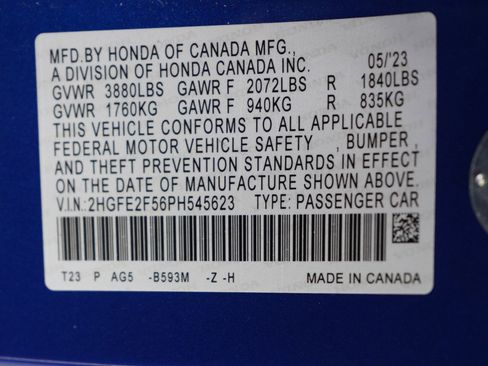 MFD.BY HONDA OF CANADA MFG.,
A DIVISION OF HONDA CANADA INC. 05/'23
GVWR 3880LBS GAWR F 2072LBS R 1840LBS
GVWR 1760KG GAWR F 940KG R 835KG
THIS VEHICLE CONFORMS TO ALL APPLICABLE
FEDERAL MOTOR VEHICLE SAFETY, BUMPER,
AND THEFT PREVENTION STANDARDS IN EFFECT
ON THE DATE OF MANUFACTURE SHOWN ABOVE.
V.I.N.:2HGFE2F56PH545623 TYPE: PASSENGER CAR
T23 P AG5 -B593M -Z -H MADE IN CANADA